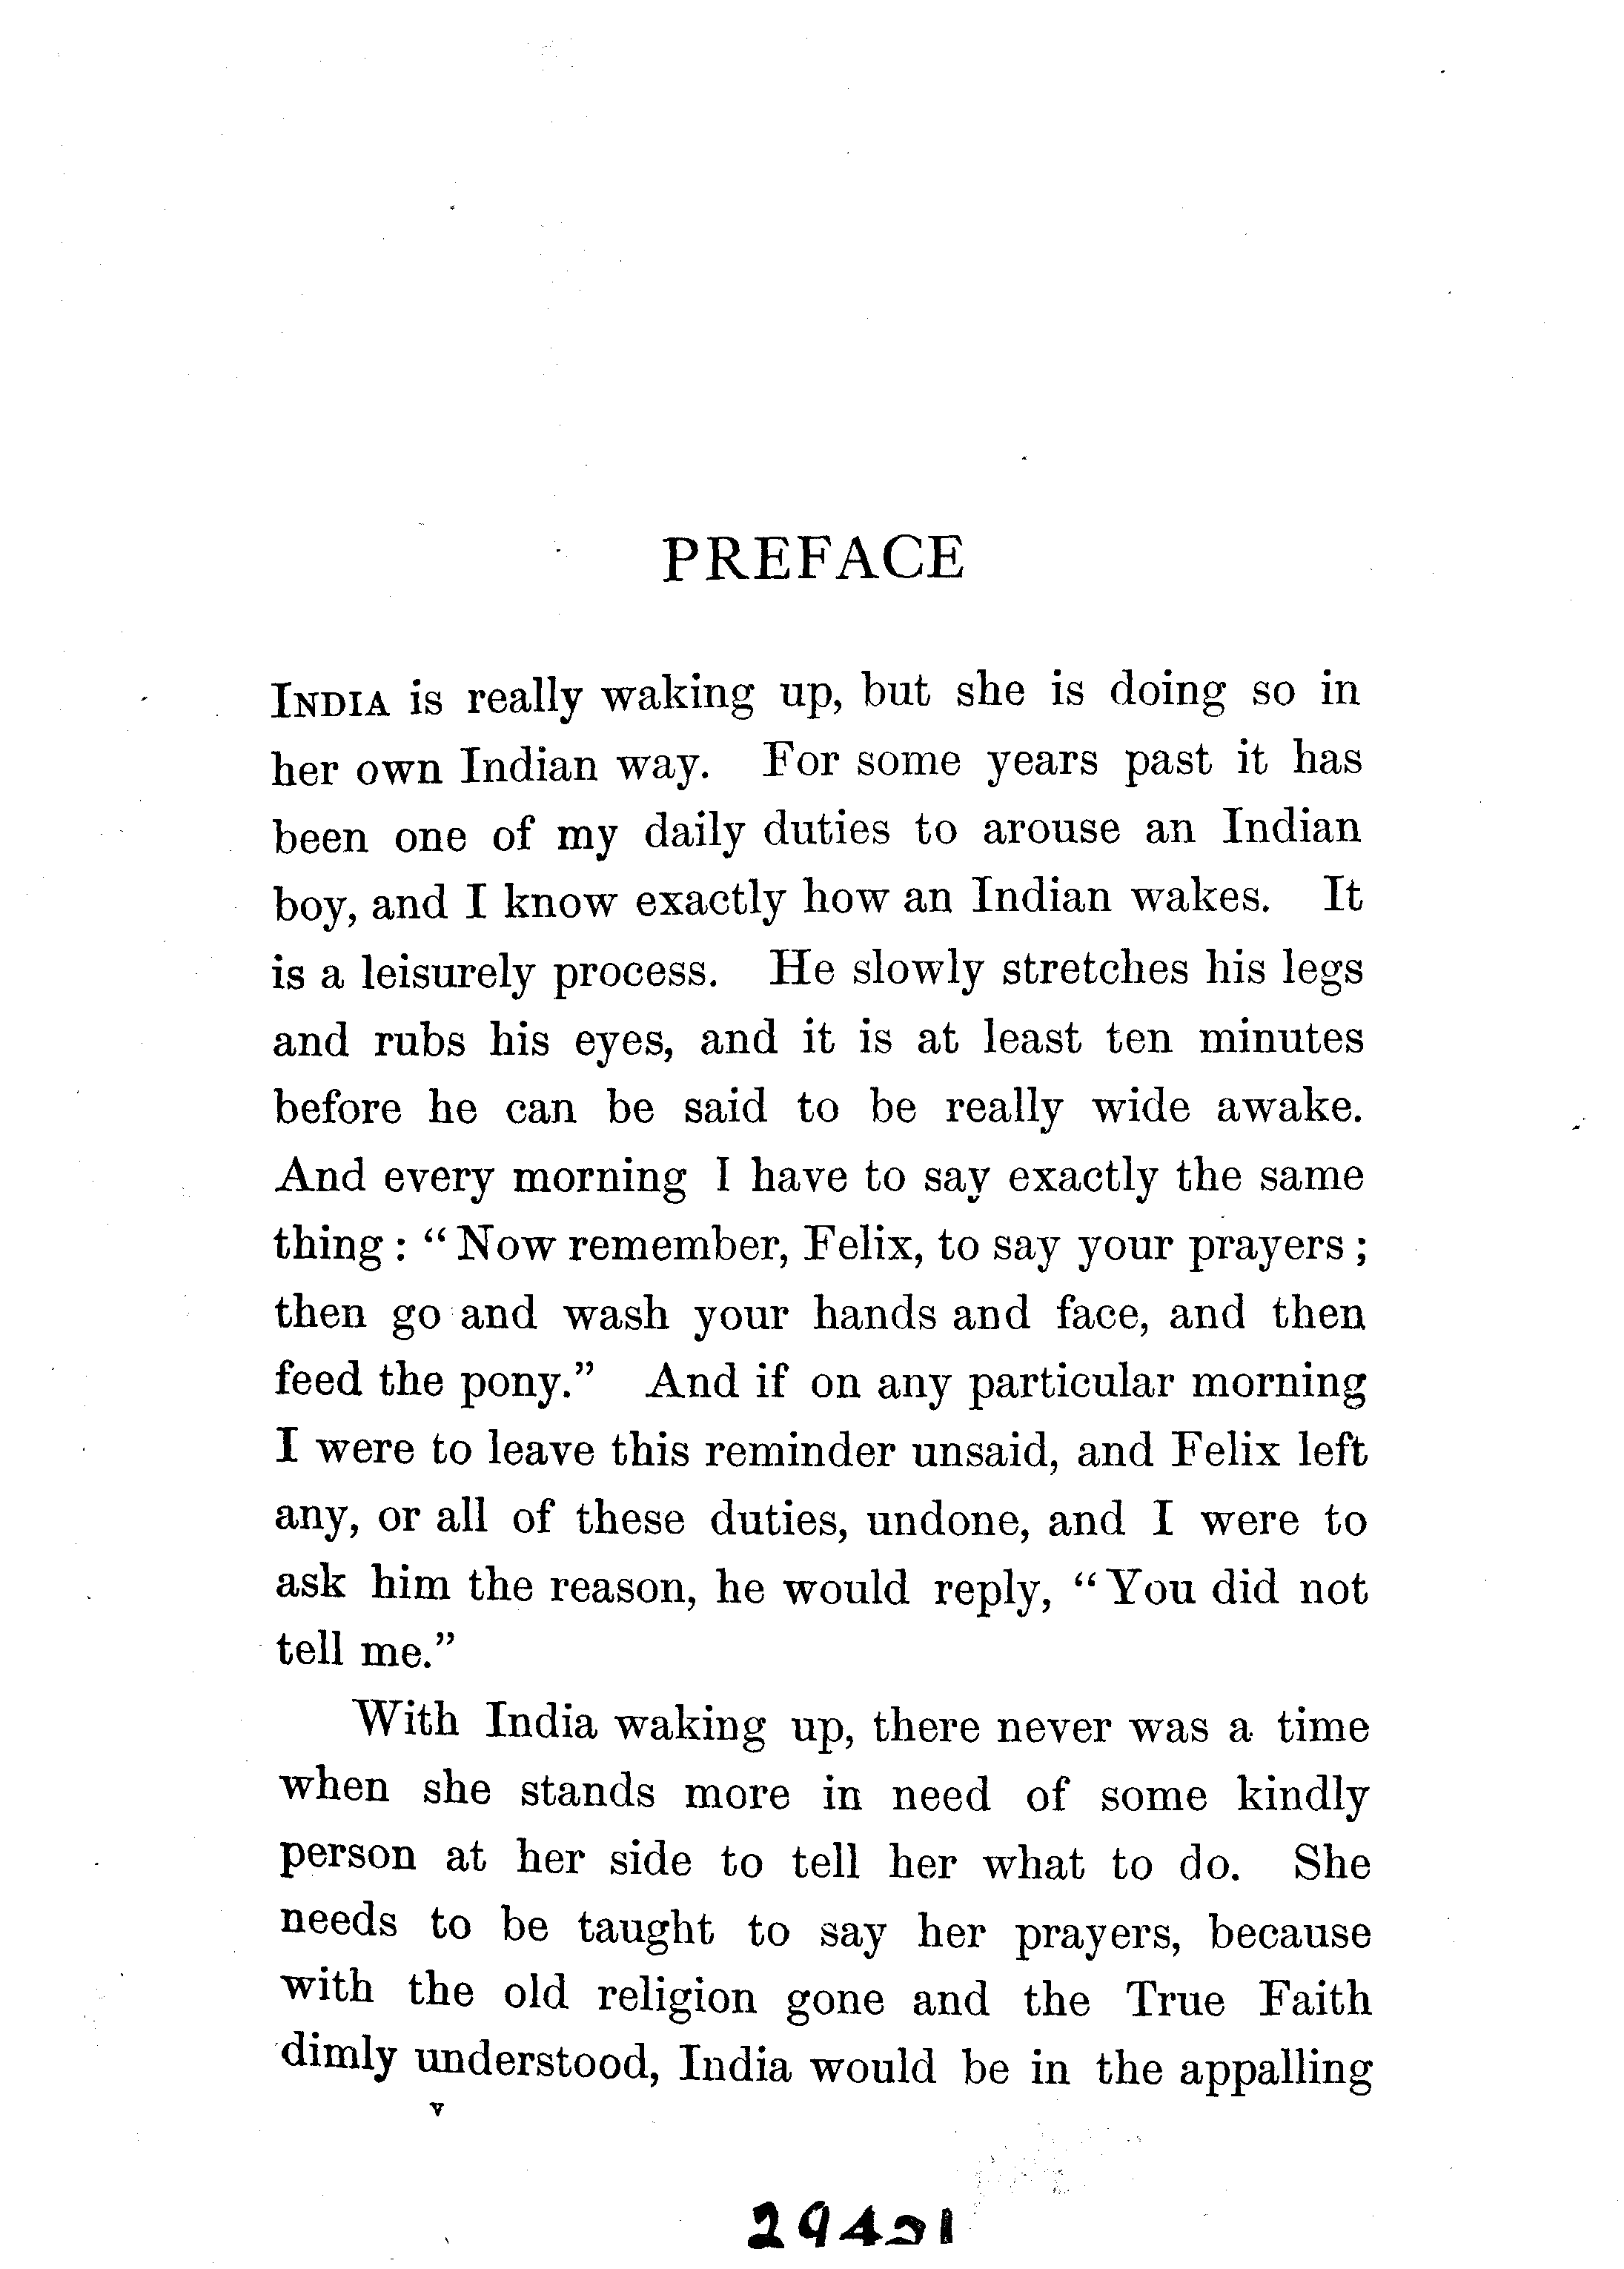 PREFACE
INDIA is really waking up, but she is doing so in
her own Indian way. For some years past it has
been one of my daily duties to arouse an Indian
boy, and I know exactly how an Indian wakes. It
is a leisurely process. He slowly stretches his legs
and rubs his eyes, and it is at least ten minutes
before he can be said to be really wide awake.
And every morning I have to say exactly the same
thing : “ Now remember, Felix, to say your prayers ;
then go and wash your hands and face, and then
feed the pony.” And if on any particular morning
I were to leave this reminder unsaid, and Felix left
any, or all of these duties, undone, and I were to
ask him the reason, he would reply, “ You did not
tell me.”
With India waking up, there never was a time
when she stands more in need of some kindly
person at her side to tell her what to do. She
needs to be taught to say her prayers, because
with the old religion gone and the True Faith
dimly understood, India would be in the appalling
v